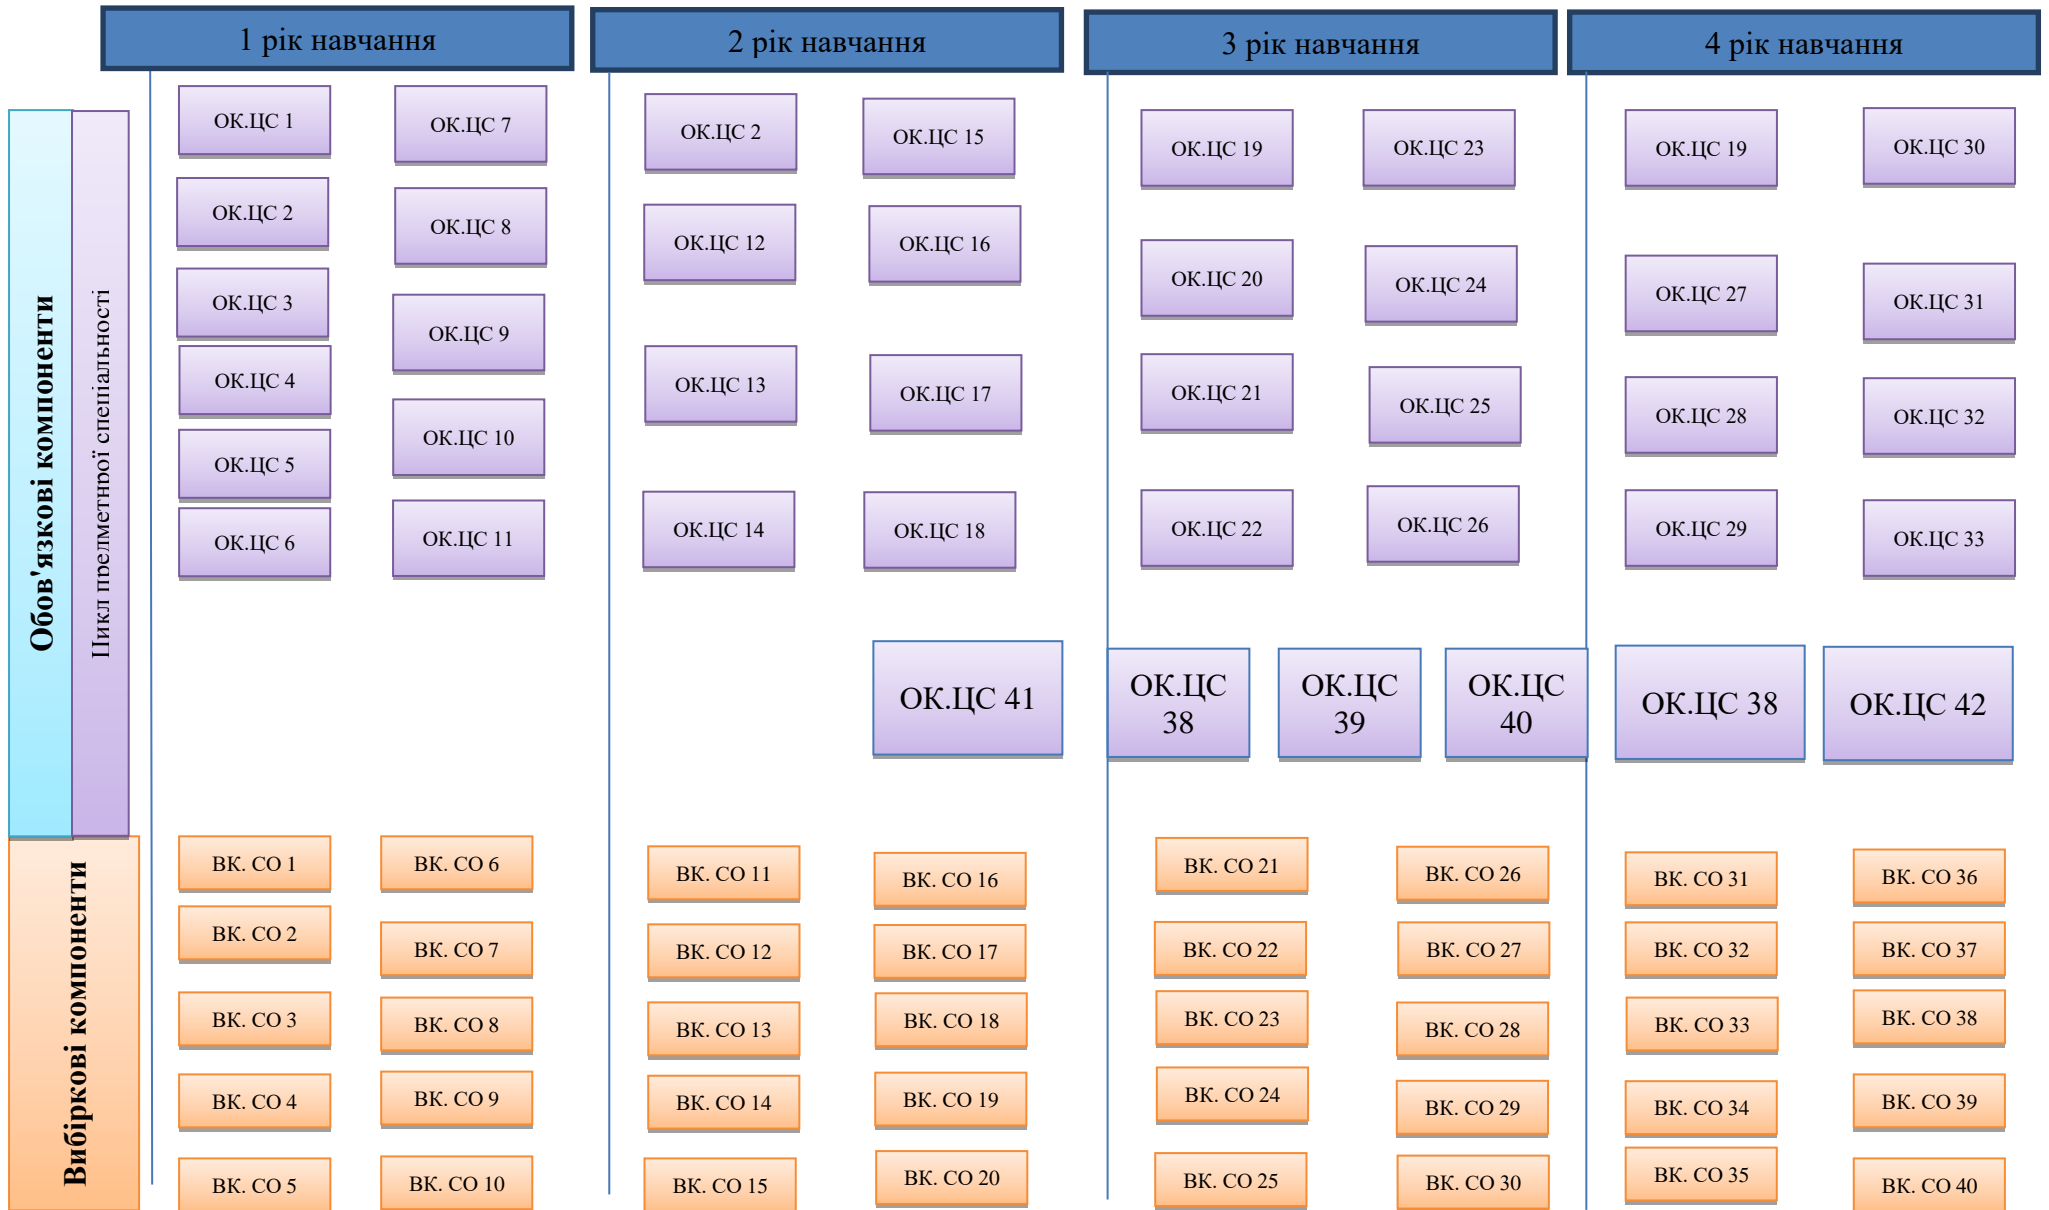 1 рік навчання
2 рік навчання
3 рік навчання
4 рік навчання
Обов'язкові компоненти
Цикл предметної спеціальності
ОК.ЦС 1
ОК.ЦС 7
ОК.ЦС 2
ОК.ЦС 8
ОК.ЦС 3
ОК.ЦС 9
ОК.ЦС 4
ОК.ЦС 10
ОК.ЦС 5
ОК.ЦС 11
ОК.ЦС 6
ОК.ЦС 2
ОК.ЦС 15
ОК.ЦС 12
ОК.ЦС 16
ОК.ЦС 13
ОК.ЦС 17
ОК.ЦС 14
ОК.ЦС 18
ОК.ЦС 41
ОК.ЦС 19
ОК.ЦС 23
ОК.ЦС 20
ОК.ЦС 24
ОК.ЦС 21
ОК.ЦС 25
ОК.ЦС 22
ОК.ЦС 26
ОК.ЦС
38
ОК.ЦС
39
ОК.ЦС
40
ОК.ЦС 19
ОК.ЦС 30
ОК.ЦС 27
ОК.ЦС 31
ОК.ЦС 28
ОК.ЦС 32
ОК.ЦС 29
ОК.ЦС 33
ОК.ЦС 38
ОК.ЦС 42
Вибіркові компоненти
ВК. СО 1
ВК. СО 6
ВК. СО 2
ВК. СО 7
ВК. СО 3
ВК. СО 8
ВК. СО 4
ВК. СО 9
ВК. СО 5
ВК. СО 10
ВК. СО 11
ВК. СО 16
ВК. СО 12
ВК. СО 17
ВК. СО 13
ВК. СО 18
ВК. СО 14
ВК. СО 19
ВК. СО 15
ВК. СО 20
ВК. СО 21
ВК. СО 26
ВК. СО 22
ВК. СО 27
ВК. СО 23
ВК. СО 28
ВК. СО 24
ВК. СО 29
ВК. СО 25
ВК. СО 30
ВК. СО 31
ВК. СО 36
ВК. СО 32
ВК. СО 37
ВК. СО 33
ВК. СО 38
ВК. СО 34
ВК. СО 39
ВК. СО 35
ВК. СО 40